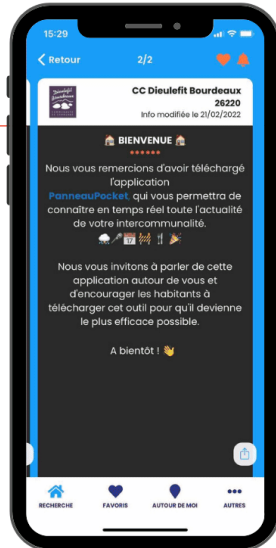 15:29
Retour 2/2
CC Dieulefit Bourdeaux
26220
Info modifiée le 21/02/2022
🏠 BIENVENUE 🏠
Nous vous remercions d'avoir téléchargé
l'application
PanneauPocket, qui vous permettra de
connaître en temps réel toute l'actualité
de votre intercommunalité.
Nous vous invitons à parler de cette
application autour de vous et
d'encourager les habitants à
télécharger cet outil pour qu'il devienne
le plus efficace possible.
A bientôt ! 👋
RECHERCHE FAVORIS AUTOUR DE MOI AUTRES